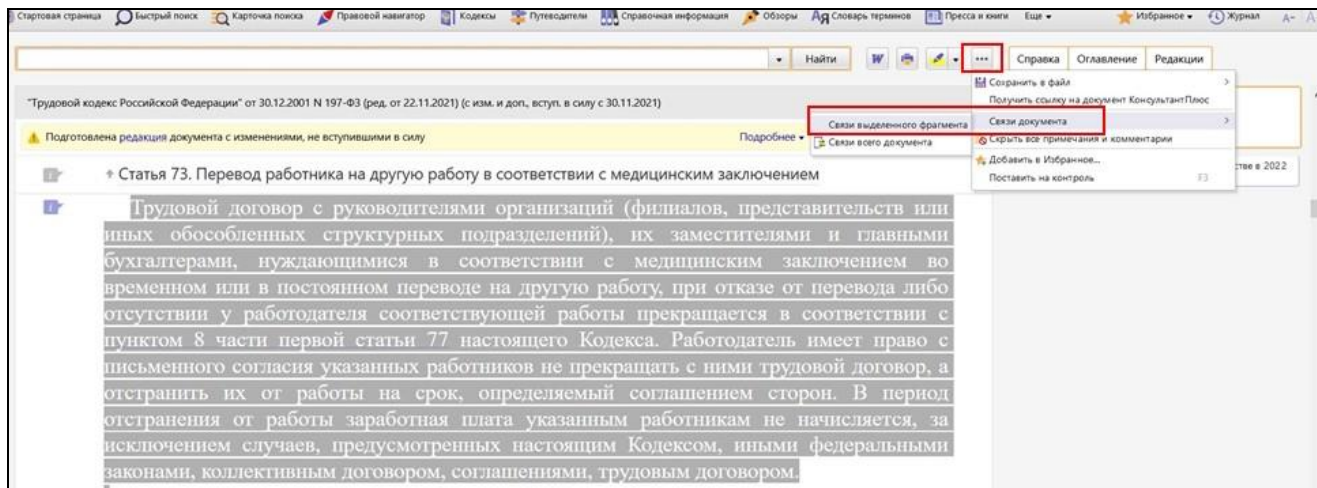 Стартовая страница Быстрый поиск Карточка поиска Правовой навигатор Кодексы Путеводители Справочная информация Обзоры Словарь терминов Пресса и книги Еще Избранное Журнал A- A
Найти W ... Справка Оглавление Редакции
Сохранить в файл
"Трудовой кодекс Российской Федерации" от 30.12.2001 N 197-ФЗ (ред. от 22.11.2021) (с изм. и доп., вступ. в силу с 30.11.2021)
Получить ссылку на документ КонсультантПлюс
Связи выделенного фрагмента Связи документа
Подготовлена редакция документа с изменениями, не вступившими в силу Подробнее
Связи всего документа Скрыть все примечания и комментарии
Добавить в Избранное...
Поставить на контроль F3
стве в 2022
Статья 73. Перевод работника на другую работу в соответствии с медицинским заключением
Трудовой договор с руководителями организаций (филиалов, представительств или
иных обособленных структурных подразделений), их заместителями и главными
бухгалтерами, нуждающимися в соответствии с медицинским заключением во
временном или в постоянном переводе на другую работу, при отказе от перевода либо
отсутствии у работодателя соответствующей работы прекращается в соответствии с
пунктом 8 части первой статьи 77 настоящего Кодекса. Работодатель имеет право с
письменного согласия указанных работников не прекращать с ними трудовой договор, а
отстранить их от работы на срок, определяемый соглашением сторон. В период
отстранения от работы заработная плата указанным работникам не начисляется, за
исключением случаев, предусмотренных настоящим Кодексом, иными федеральными
законами, коллективным договором, соглашениями, трудовым договором.